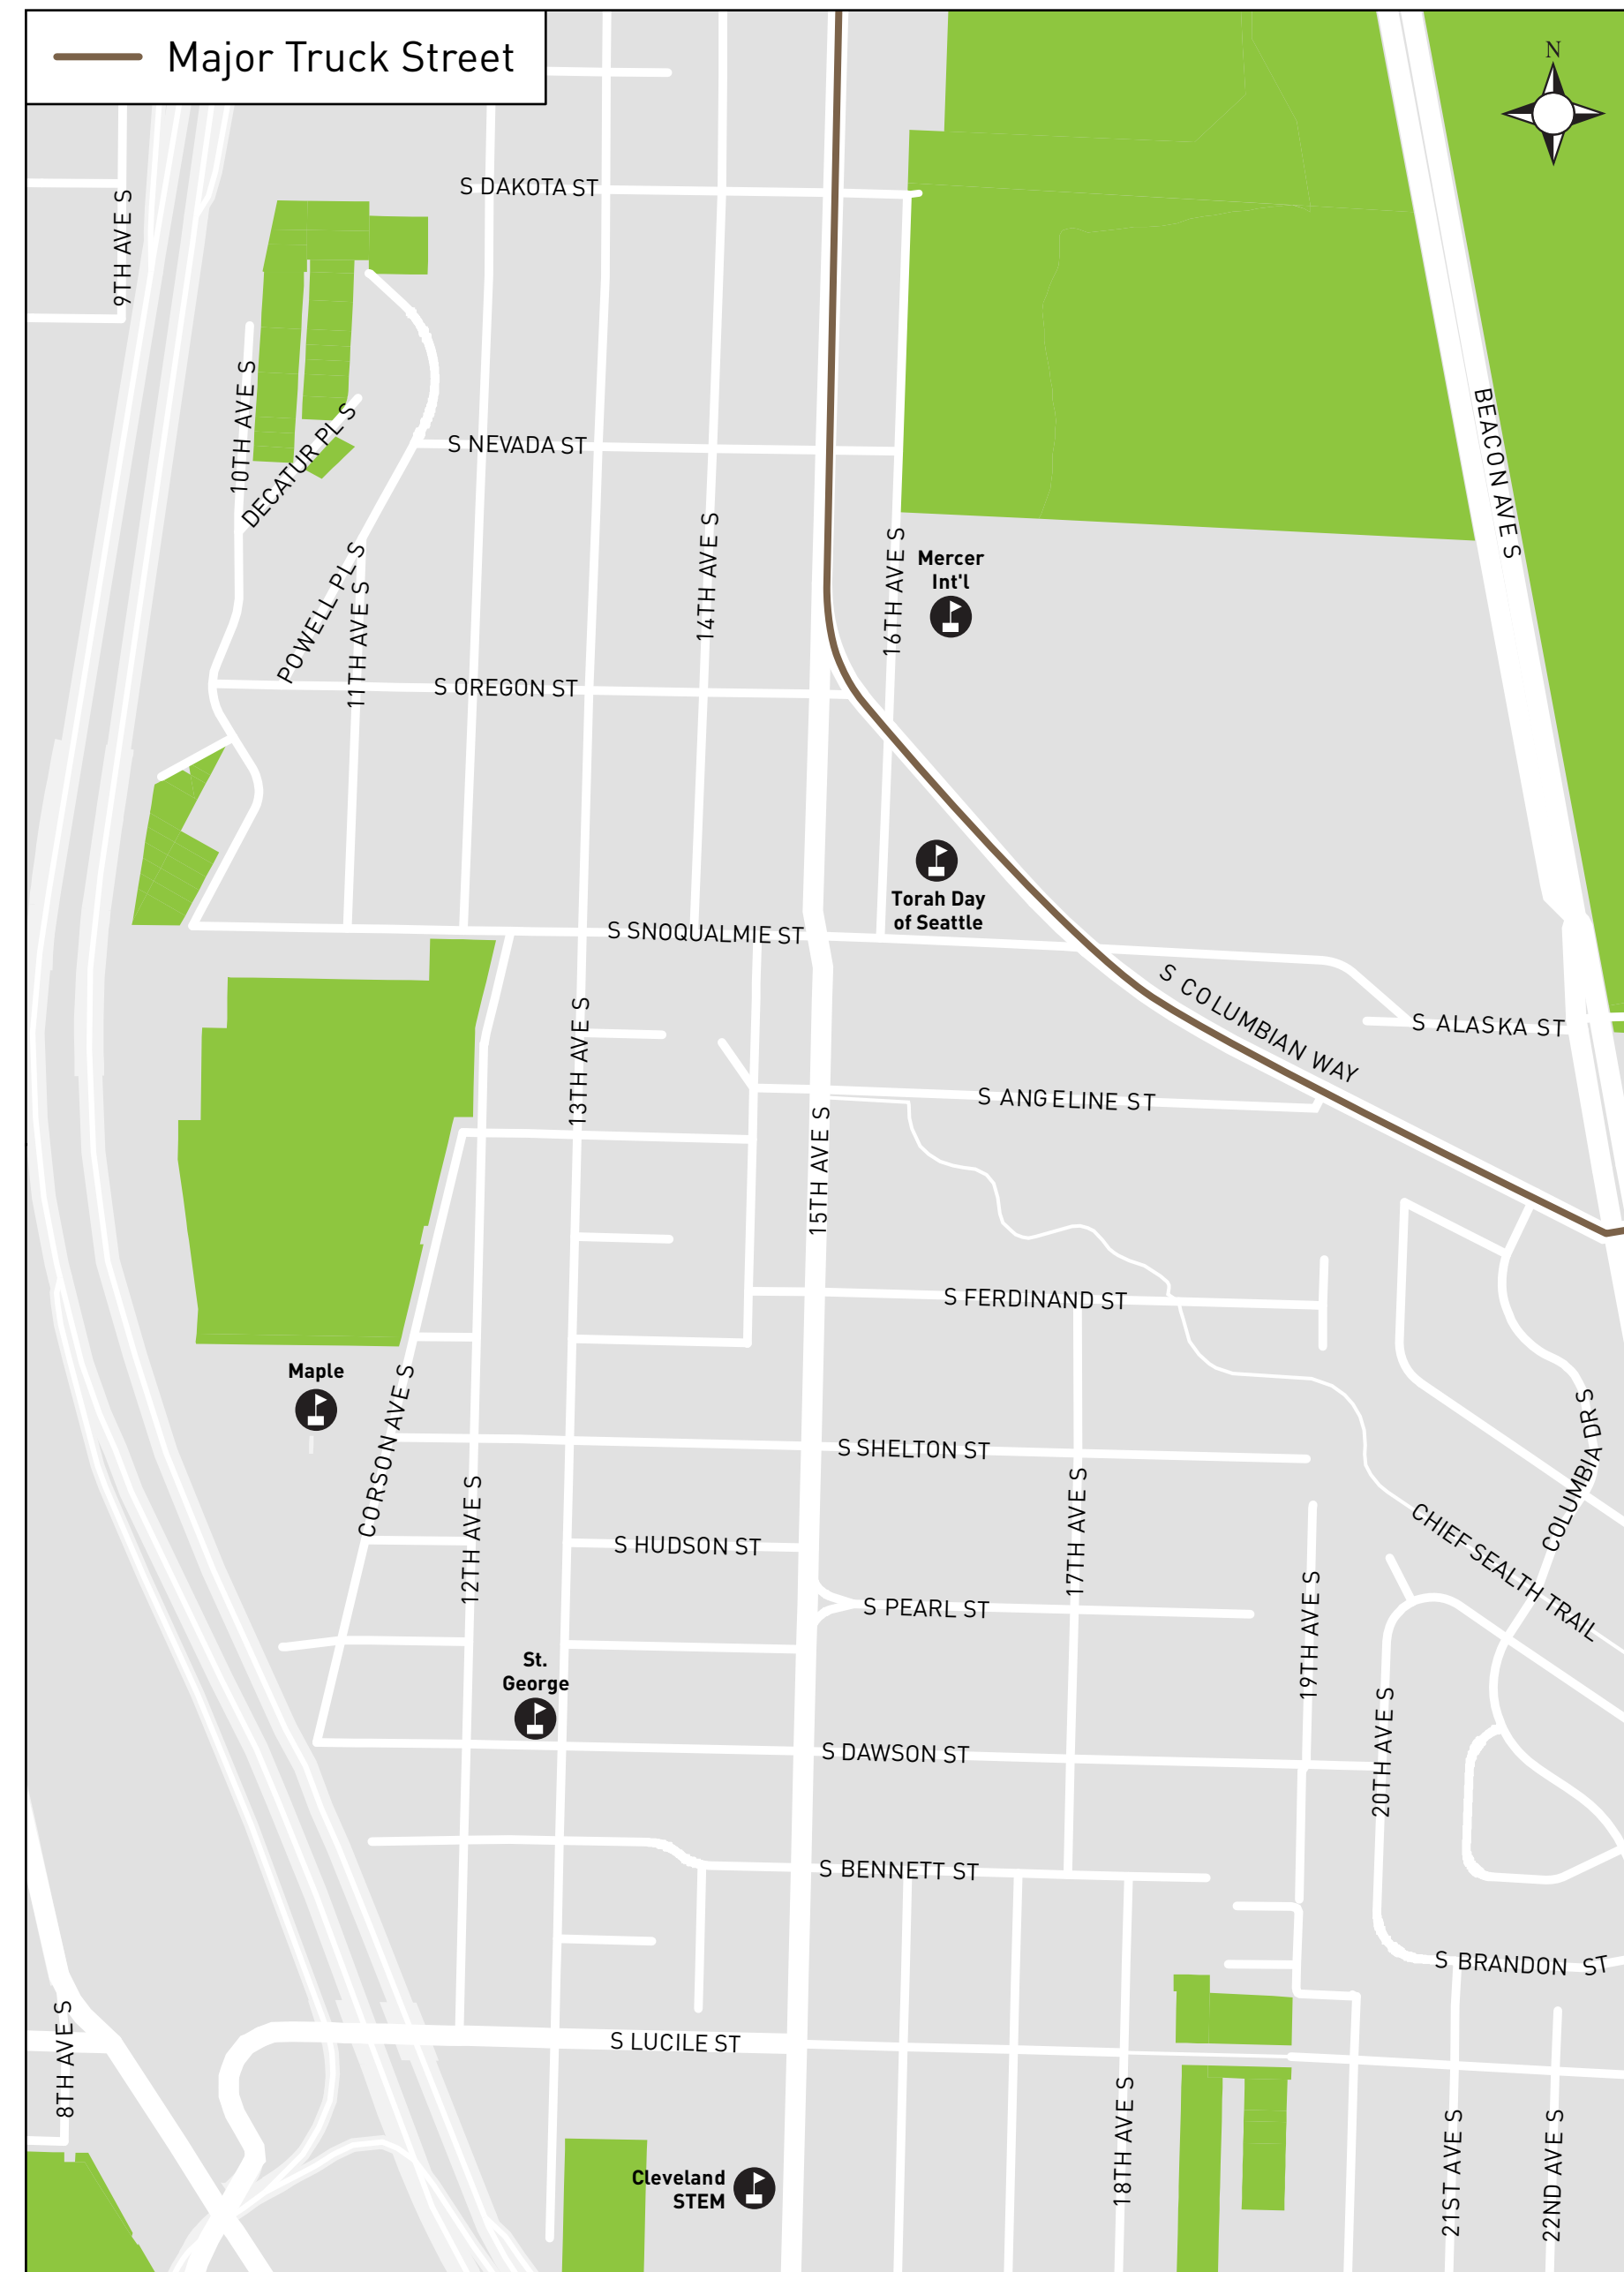 Major Truck Street
N
S DAKOTA ST
9TH AVE S
10TH AVE S
DECATUR PL S
S NEVADA ST
BEACON AVE S
14TH AVE S
16TH AVE S
Mercer
Int'l
POWELL PL S
11TH AVE S
S OREGON ST
Torah Day
of Seattle
S SNOQUALMIE ST
S COLUMBIAN WAY
S ALASKA ST
13TH AVE S
S ANGELINE ST
15TH AVE S
S FERDINAND ST
Maple
CORSON AVE S
S SHELTON ST
COLUMBIA DR S
12TH AVE S
17TH AVE S
S HUDSON ST
CHIEF SEALTH TRAIL
S PEARL ST
19TH AVE S
St.
George
20TH AVE S
S DAWSON ST
S BENNETT ST
S BRANDON ST
8TH AVE S
S LUCILE ST
18TH AVE S
21ST AVE S
22ND AVE S
Cleveland
STEM